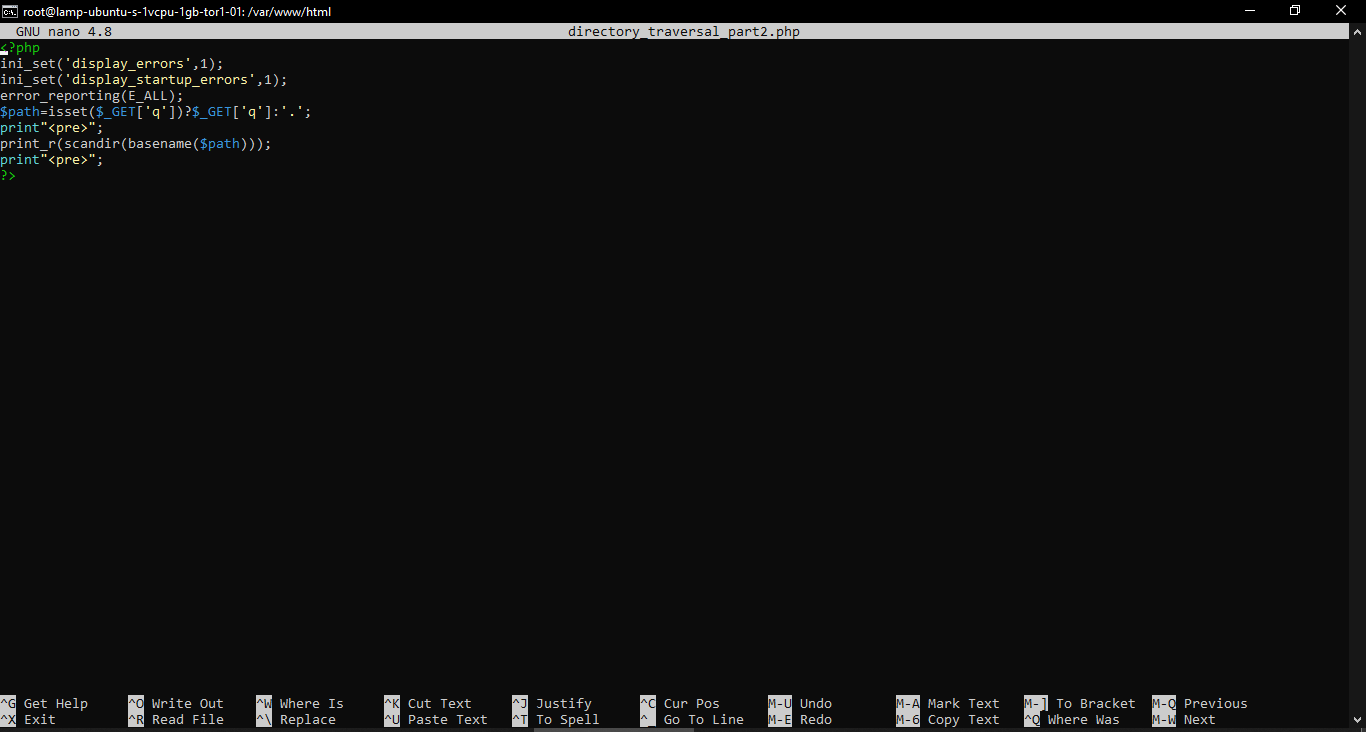 root@lamp-ubuntu-s-1vcpu-1gb-tor1-01: /var/www/html
GNU nano 4.8 directory_traversal_part2.php
<?php
ini_set('display_errors',1);
ini_set('display_startup_errors',1);
error_reporting(E_ALL);
$path=isset($_GET['q'])?$_GET['q']:'.';
print"<pre>";
print_r(scandir(basename($path)));
print"<pre>";
?>
^G Get Help ^O Write Out ^W Where Is ^K Cut Text ^J Justify ^C Cur Pos M-U Undo M-A Mark Text M-] To Bracket M-Q Previous
^X Exit ^R Read File ^\ Replace ^U Paste Text ^T To Spell ^_ Go To Line M-E Redo M-6 Copy Text ^Q Where Was M-W Next